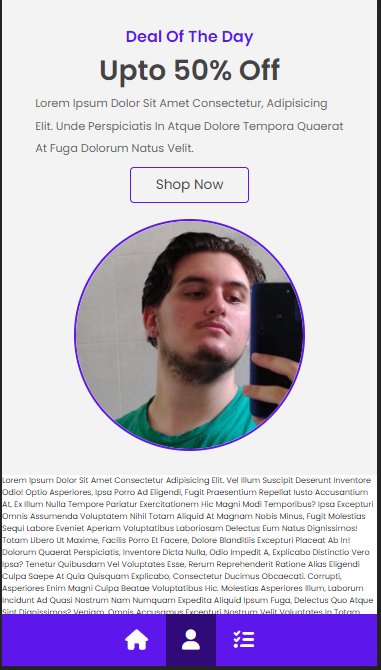 Deal Of The Day
Upto 50% Off
Lorem Ipsum Dolor Sit Amet Consectetur, Adipisicing
Elit. Unde Perspiciatis In Atque Dolore Tempora Quaerat
At Fuga Dolorum Natus Velit.
Shop Now
Lorem Ipsum Dolor Sit Amet Consectetur Adipisicing Elit. Vel Illum Suscipit Deserunt Inventore
Odio! Optio Asperiores, Ipsa Porro Ad Eligendi, Fugit Praesentium Repellat Iusto Accusantium
At, Ex Illum Nulla Tempore Pariatur Exercitationem Hic Magni Modi Temporibus? Ipsa Excepturi
Omnis Assumenda Voluptatem Nihil Totam Aliquid At Magnam Nobis Minus, Fugit Molestias
Sequi Labore Eveniet Aperiam Voluptatibus Laboriosam Delectus Eum Natus Dignissimos!
Totam Libero Ut Maxime, Facilis Porro Et Facere, Dolore Blanditiis Excepturi Placeat Ab In!
Dolorum Quaerat Perspiciatis, Inventore Dicta Nulla, Odio Impedit A, Explicabo Distinctio Vero
Ipsa? Tenetur Quibusdam Vel Voluptates Esse, Rerum Reprehenderit Ratione Alias Eligendi
Culpa Saepe At Quia Quisquam Explicabo, Consectetur Ducimus Obcaecati. Corrupti,
Asperiores Enim Magni Culpa Beatae Voluptatibus Hic. Molestias Asperiores Illum, Laborum
Incidunt Ad Quasi Nostrum Nam Numquam Expedita Aliquid Ipsum Fuga, Delectus Quo Atque
Sint Dignissimos? Veniam, Omnis Accusamus Excepturi Nostrum Velit Voluptates In Totam